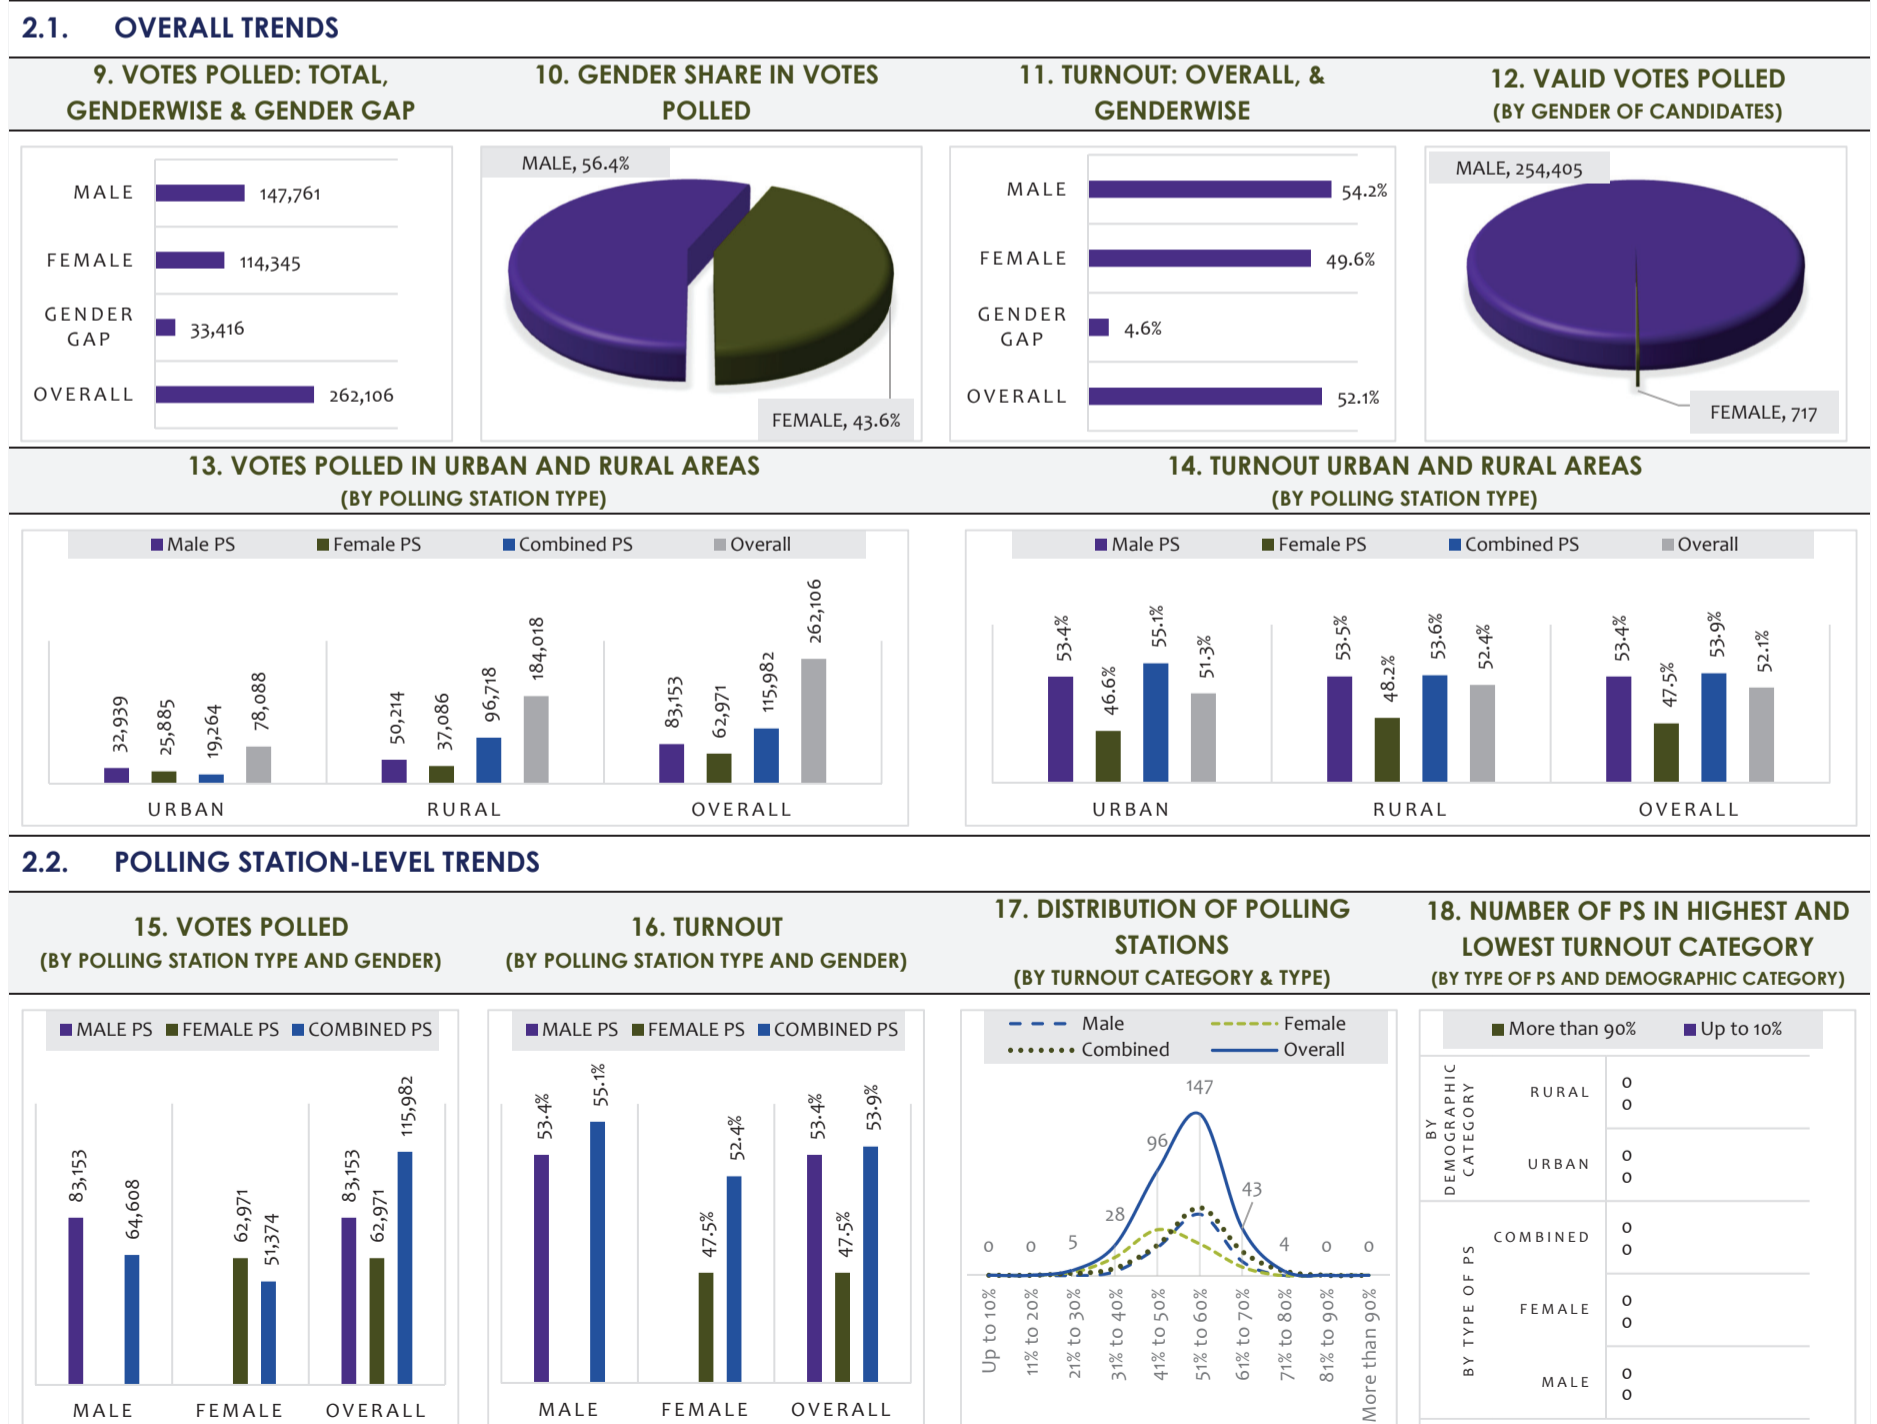 2.1. OVERALL TRENDS
9. VOTES POLLED: TOTAL,
GENDERWISE & GENDER GAP
10. GENDER SHARE IN VOTES
POLLED
11. TURNOUT: OVERALL, &
GENDERWISE
12. VALID VOTES POLLED
(BY GENDER OF CANDIDATES)
MALE 147,761
FEMALE 114,345
GENDER
GAP 33,416
OVERALL 262,106
MALE, 56.4%
FEMALE, 43.6%
MALE 54.2%
FEMALE 49.6%
GENDER
GAP 4.6%
OVERALL 52.1%
MALE, 254,405
FEMALE, 717
13. VOTES POLLED IN URBAN AND RURAL AREAS
(BY POLLING STATION TYPE)
14. TURNOUT URBAN AND RURAL AREAS
(BY POLLING STATION TYPE)
Male PS Female PS Combined PS Overall
32,939 25,885 19,264 78,088
50,214 37,086 96,718 184,018
83,153 62,971 115,982 262,106
URBAN RURAL OVERALL
Male PS Female PS Combined PS Overall
53.4% 46.6% 55.1% 51.3%
53.5% 48.2% 53.6% 52.4%
53.4% 47.5% 53.9% 52.1%
URBAN RURAL OVERALL
2.2. POLLING STATION-LEVEL TRENDS
15. VOTES POLLED
(BY POLLING STATION TYPE AND GENDER)
16. TURNOUT
(BY POLLING STATION TYPE AND GENDER)
17. DISTRIBUTION OF POLLING
STATIONS
(BY TURNOUT CATEGORY & TYPE)
18. NUMBER OF PS IN HIGHEST AND
LOWEST TURNOUT CATEGORY
(BY TYPE OF PS AND DEMOGRAPHIC CATEGORY)
MALE PS FEMALE PS COMBINED PS
83,153 64,608
62,971 51,374
83,153 62,971 115,982
MALE FEMALE OVERALL
MALE PS FEMALE PS COMBINED PS
53.4% 55.1%
47.5% 52.4%
53.4% 47.5% 53.9%
MALE FEMALE OVERALL
Male Female
Combined Overall
0 0 5 28 96 147 43 4 0 0
Up to 10%
11% to 20%
21% to 30%
31% to 40%
41% to 50%
51% to 60%
61% to 70%
71% to 80%
81% to 90%
More than 90%
More than 90% Up to 10%
BY
DEMOGRAPHIC
CATEGORY
RURAL 0
0
URBAN 0
0
BY TYPE OF PS
COMBINED 0
0
FEMALE 0
0
MALE 0
0